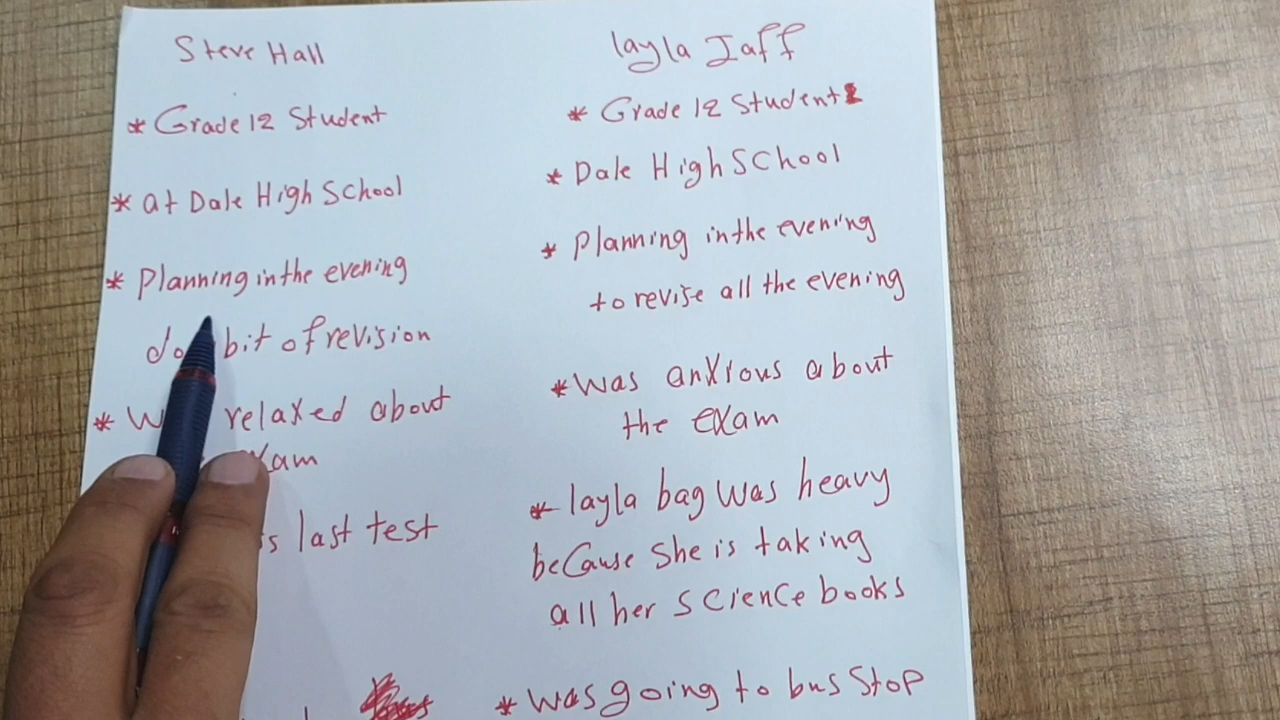 Steve Hall
* Grade 12 Student
* at Dale High School
* Planning in the evening
do bit of revision
* relaxed about
last test
layla Jaff
* Grade 12 Student
* Dale High School
* Planning in the evening
to revise all the evening
* Was anxious about
the exam
* layla bag was heavy
because she is taking
all her science books
* was going to bus stop